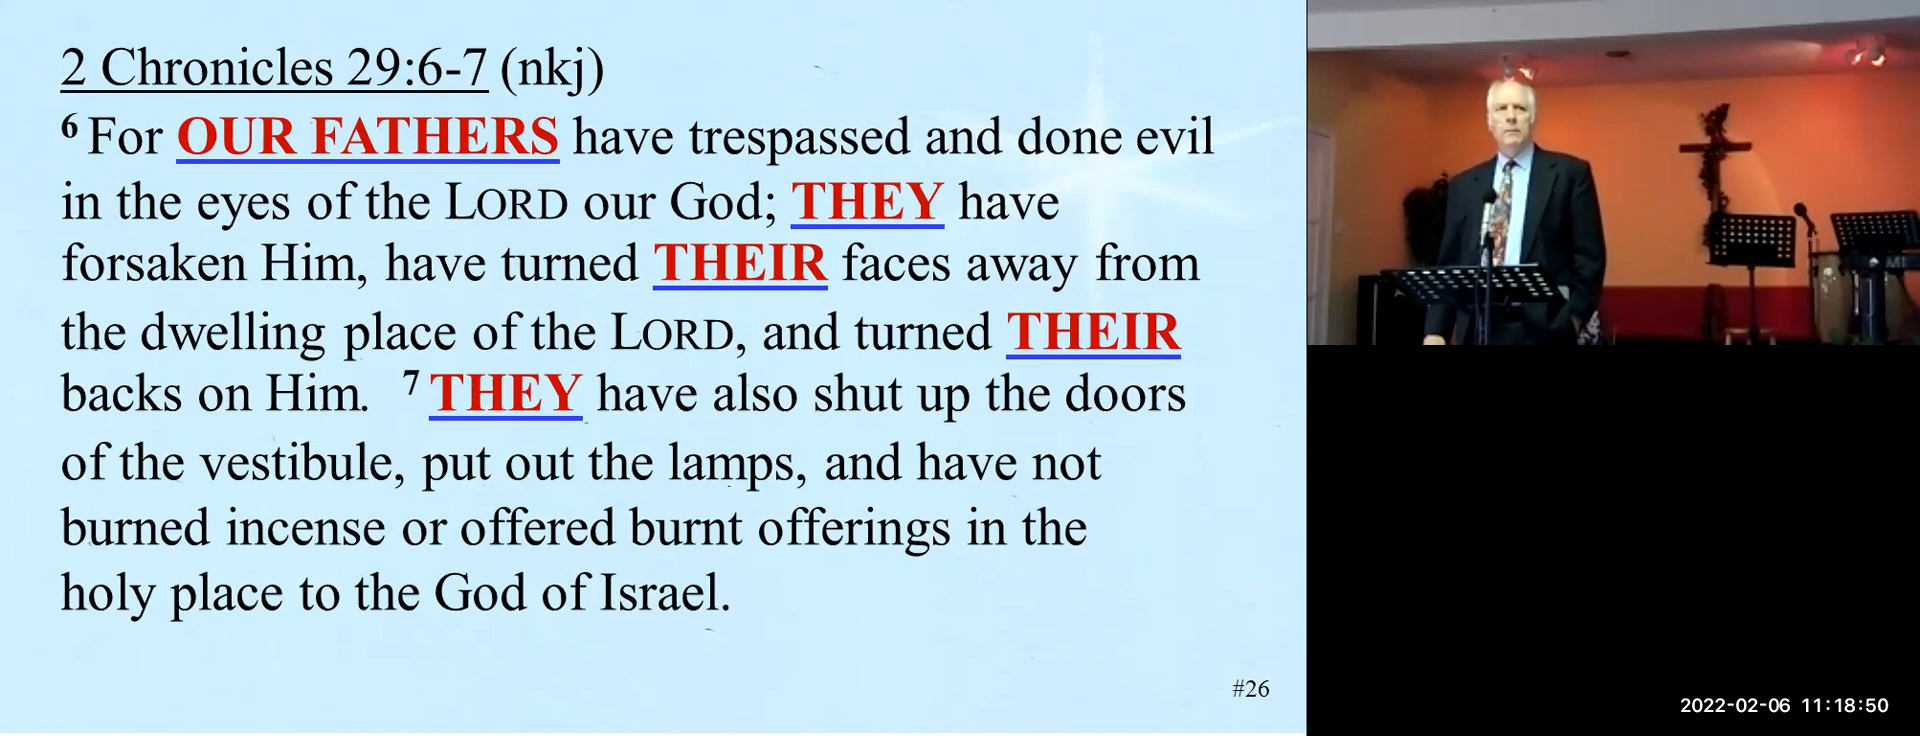 2 Chronicles 29:6-7 (nkj)
6 For OUR FATHERS have trespassed and done evil
in the eyes of the LORD our God; THEY have
forsaken Him, have turned THEIR faces away from
the dwelling place of the LORD, and turned THEIR
backs on Him. 7 THEY have also shut up the doors
of the vestibule, put out the lamps, and have not
burned incense or offered burnt offerings in the
holy place to the God of Israel.
#26
2022-02-06 11:18:50